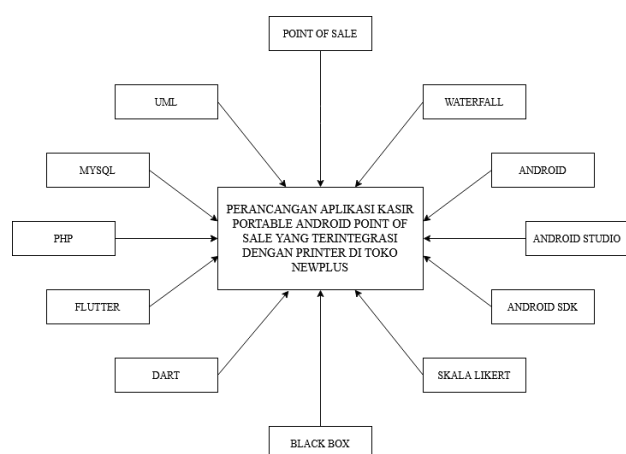 POINT OF SALE
UML
WATERFALL
MYSQL
ANDROID
PERANCANGAN APLIKASI KASIR
PORTABLE ANDROID POINT OF
SALE YANG TERINTEGRASI
DENGAN PRINTER DI TOKO
NEWPLUS
PHP
ANDROID STUDIO
FLUTTER
ANDROID SDK
DART
SKALA LIKERT
BLACK BOX